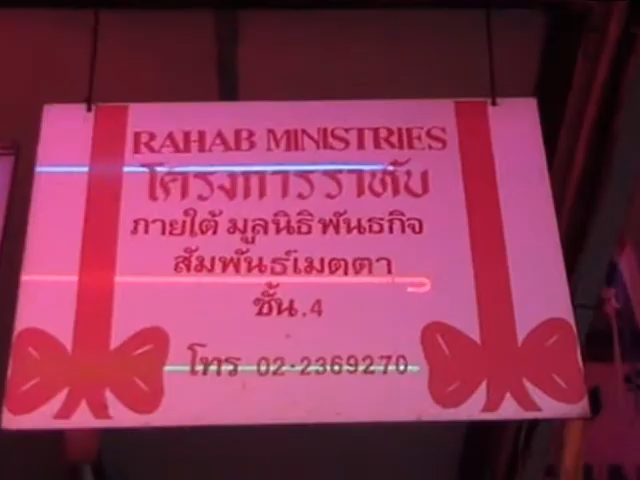 RAHAB MINISTRIES
โครงการราหับ
ภายใต้ มูลนิธิพันธกิจ
สัมพันธ์เมตตา
ชั้น.4
โทร 02-2369270